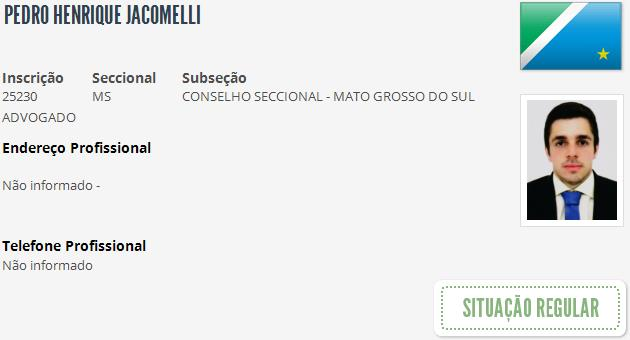 PEDRO HENRIQUE JACOMELLI
Inscrição Seccional Subseção
25230 MS CONSELHO SECCIONAL - MATO GROSSO DO SUL
ADVOGADO
Endereço Profissional
Não informado -
Telefone Profissional
Não informado
SITUAÇÃO REGULAR